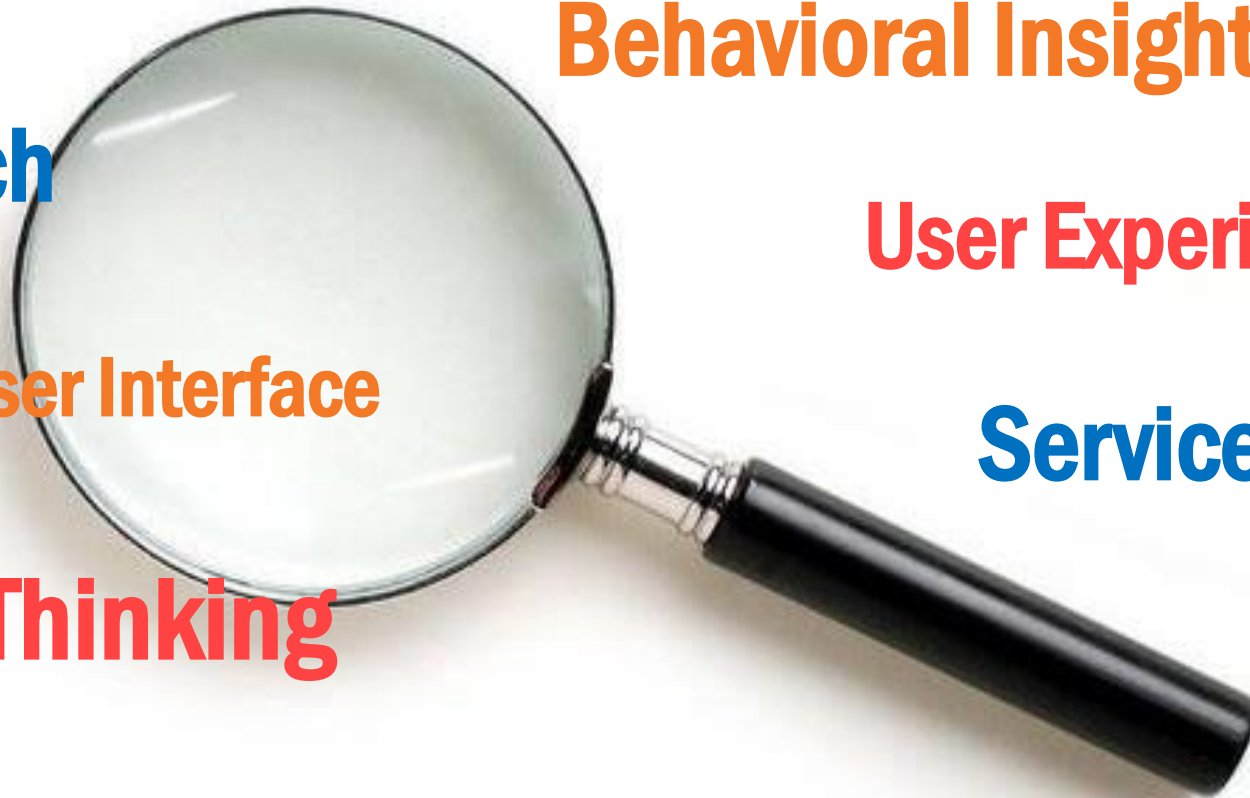 Behavioral Insight
ch
User Experi
ser Interface
Service
Thinking